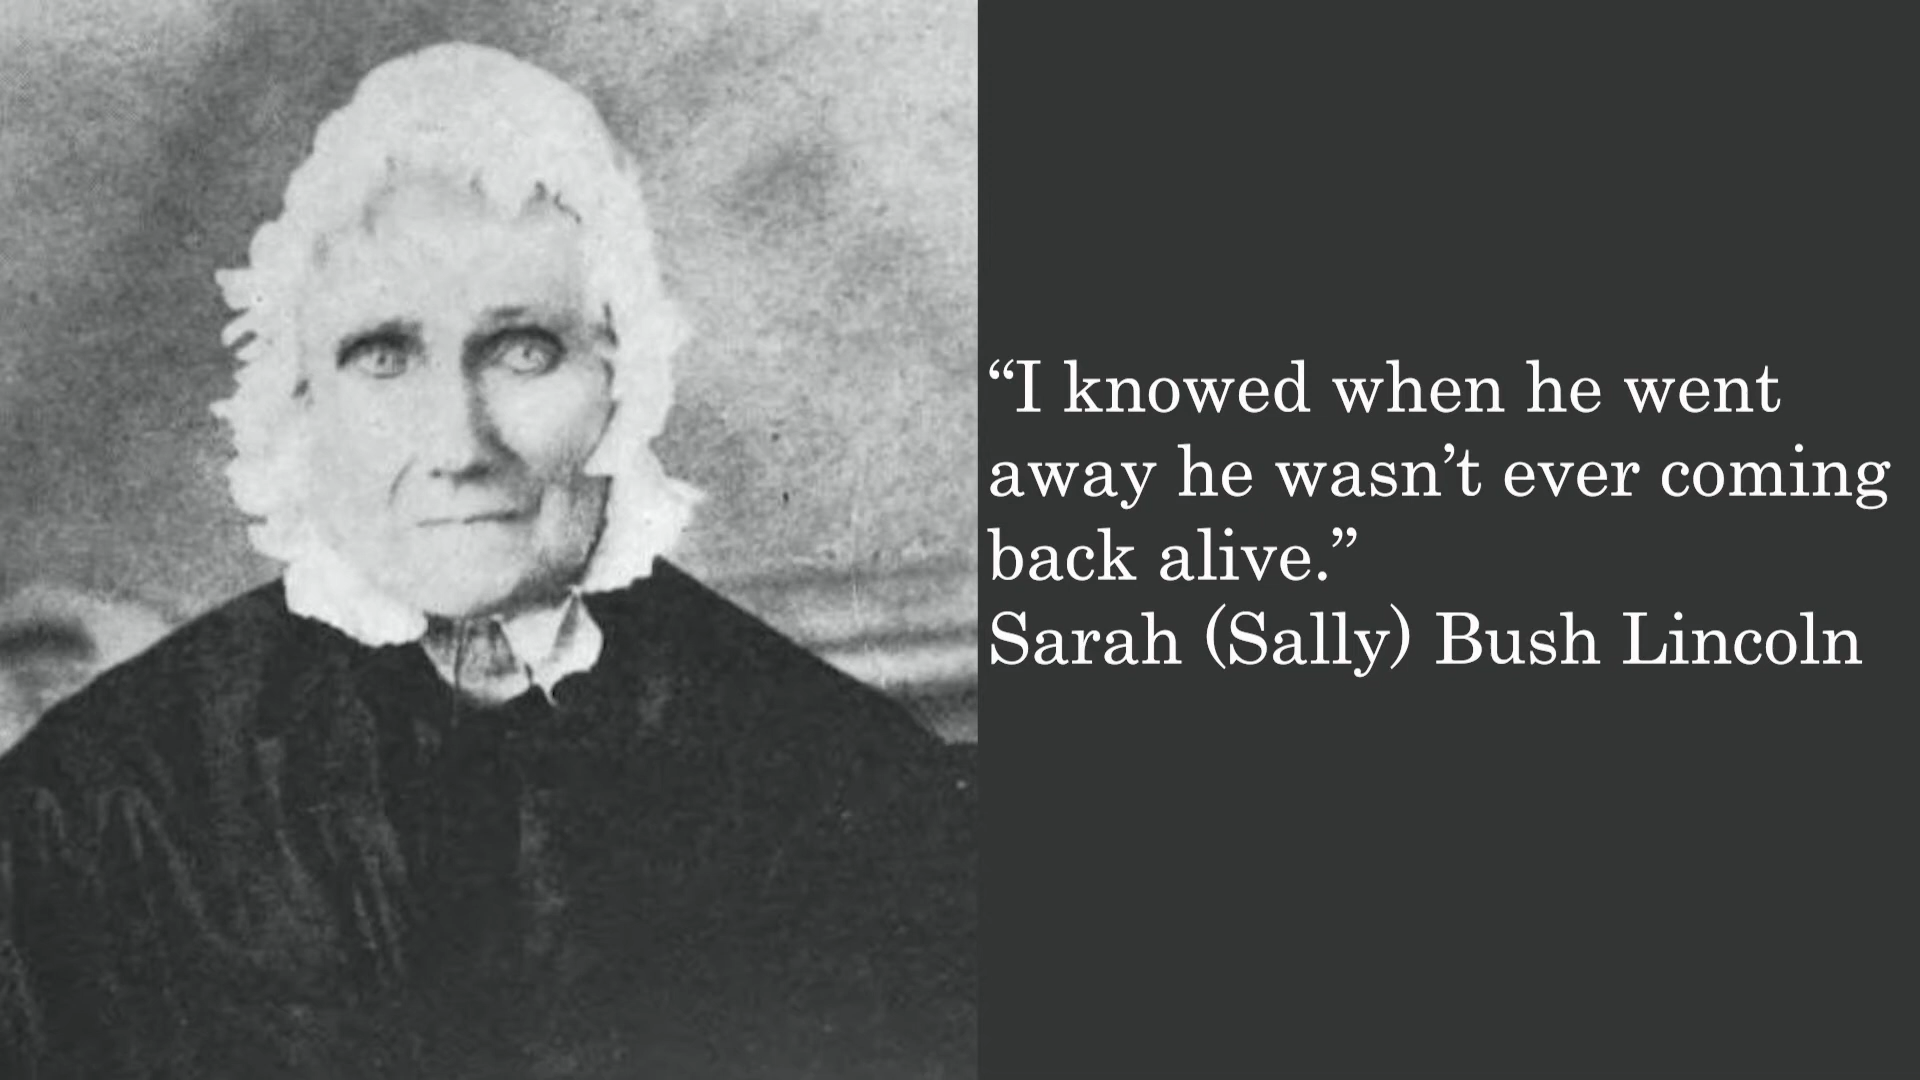 “I knowed when he went
away he wasn’t ever coming
back alive.”
Sarah (Sally) Bush Lincoln